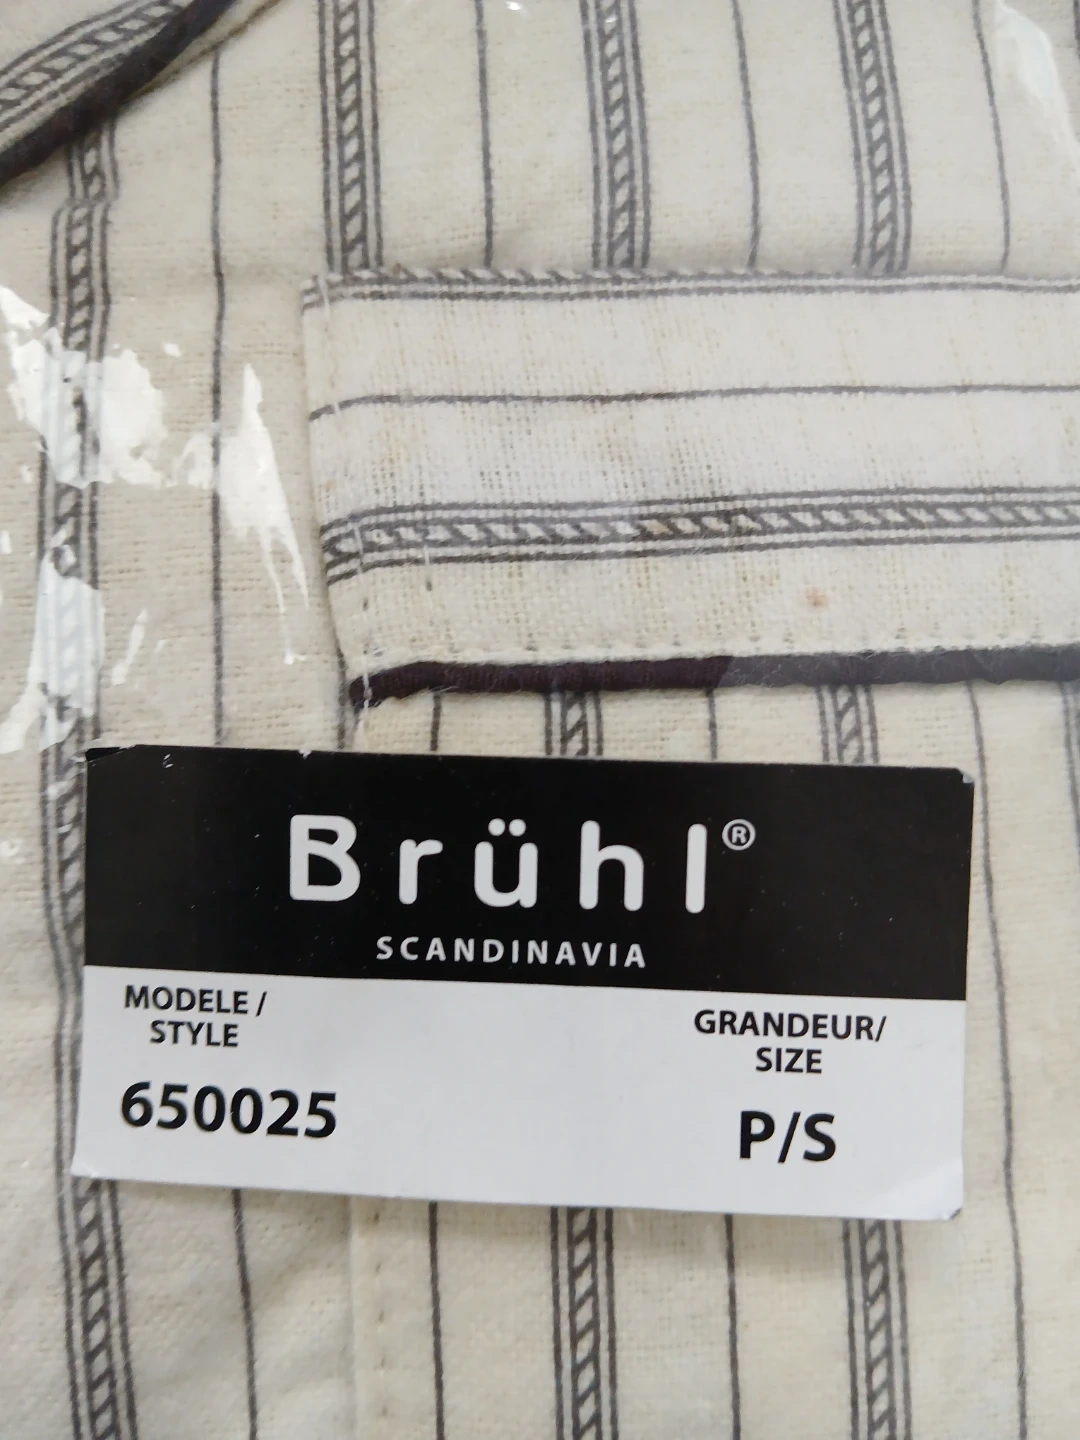 Brühl®
SCANDINAVIA
MODELE /
STYLE
650025
GRANDEUR/
SIZE
P/S